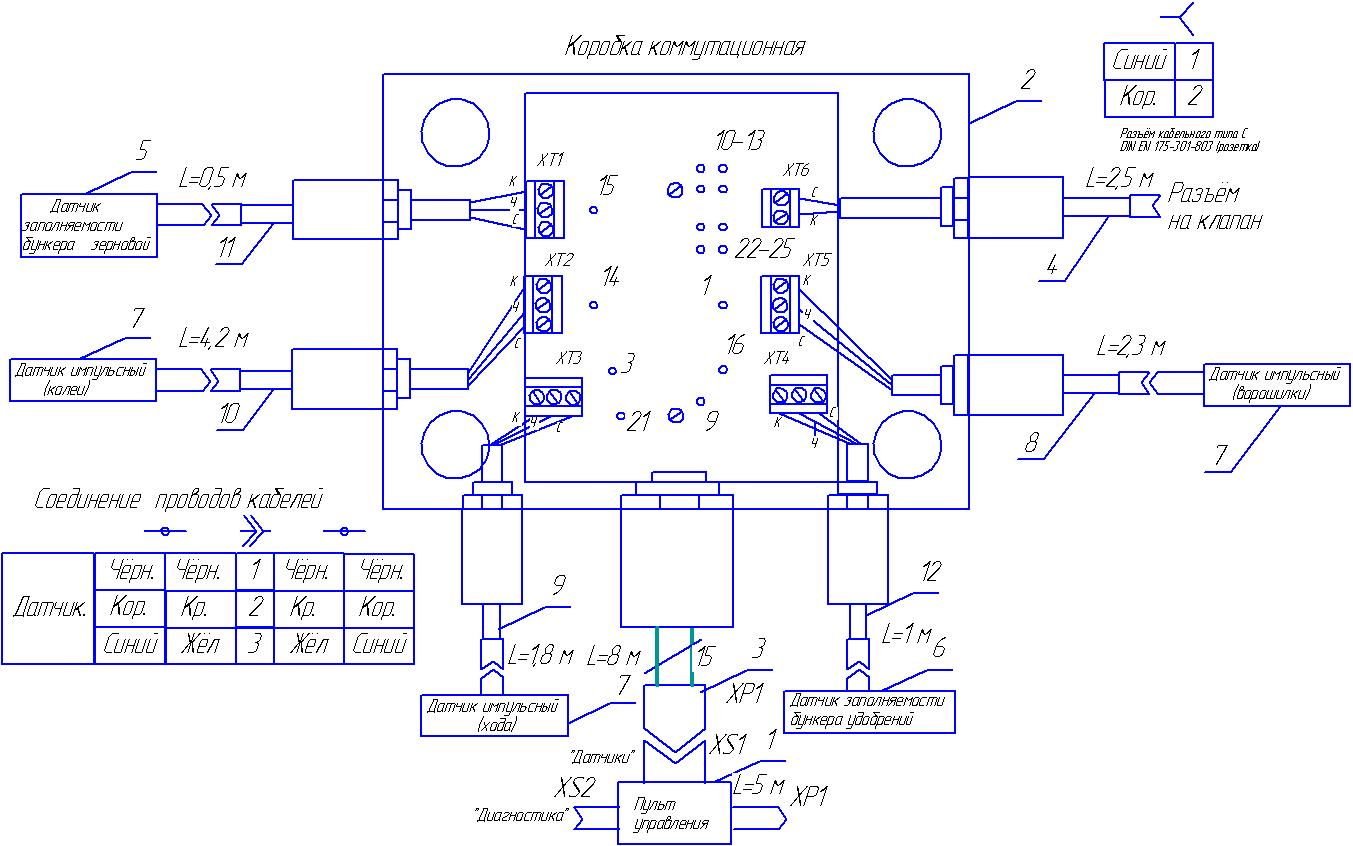 Коробка коммутационная
Синий 1
Кор. 2
Разъём кабельного типа С
DIN EN 175-301-803 (розетка)
2
5
L=0,5 м
Датчик
заполняемости
бункера зерновой
11
XT1
К
Ч
С
15
10-13
XT6
С
К
L=2,5 м
Разъём
на клапан
4
22-25
XT2
К
Ч
С
14
1
XT5
К
Ч
7
L=4,2 м
Датчик импульсный
(колеи)
10
XT3
3
К
Ч
С
21
16
XT4
9
К
Ч
С
L=2,3 м
Датчик импульсный
(ворошилки)
8
7
Соединение проводов кабелей
Датчик.
Чёрн. Чёрн. 1 Чёрн. Чёрн.
Кор. Кр. 2 Кр. Кор.
Синий Жёл 3 Жёл Синий
9
L=1,8 м
Датчик импульсный
(хода)
7
L=8 м
15
3
XP1
12
L=1 м
6
Датчик заполняемости
бункера удобрений
"Датчики"
XS1
1
XS2
"Диагностика"
Пульт
управления
L=5 м
XP1